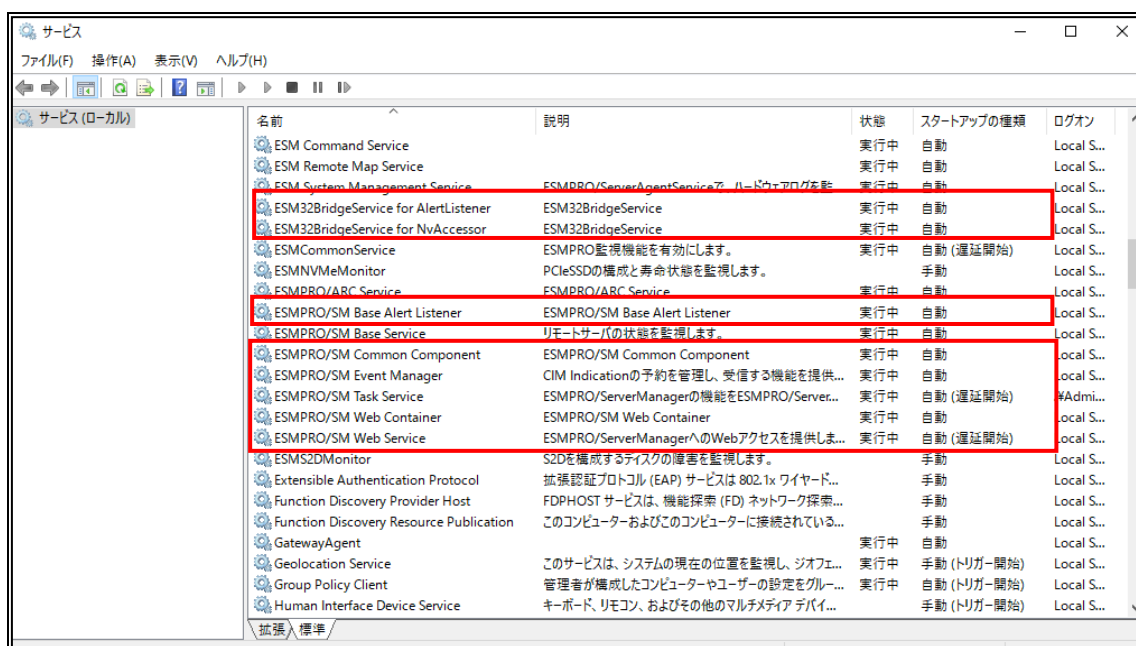 サービス
ファイル(F) 操作(A) 表示(V) ヘルプ(H)
サービス (ローカル)
名前 説明 状態 スタートアップの種類 ログオン
ESM Command Service 実行中 自動 Local S...
ESM Remote Map Service 実行中 自動 Local S...
ESM System Management Service ESMPRO/ServerAgentServiceで、ハードウェアログを監... 実行中 自動 Local S...
ESM32BridgeService for AlertListener ESM32BridgeService 実行中 自動 Local S...
ESM32BridgeService for NvAccessor ESM32BridgeService 実行中 自動 Local S...
ESMCommonService ESMPRO監視機能を有効にします。 実行中 自動 (遅延開始) Local S...
ESMNVMeMonitor PCIeSSDの構成と寿命状態を監視します。 手動 Local S...
ESMPRO/ARC Service ESMPRO/ARC Service 実行中 自動 Local S...
ESMPRO/SM Base Alert Listener ESMPRO/SM Base Alert Listener 実行中 自動 Local S...
ESMPRO/SM Base Service リモートサーバの状態を監視します。 実行中 自動 Local S...
ESMPRO/SM Common Component ESMPRO/SM Common Component 実行中 自動 Local S...
ESMPRO/SM Event Manager CIM Indicationの予約を管理し、受信する機能を提供... 実行中 自動 Local S...
ESMPRO/SM Task Service ESMPRO/ServerManagerの機能をESMPRO/Server... 実行中 自動 (遅延開始) .¥Admi...
ESMPRO/SM Web Container ESMPRO/SM Web Container 実行中 自動 Local S...
ESMPRO/SM Web Service ESMPRO/ServerManagerへのWebアクセスを提供しま... 実行中 自動 (遅延開始) Local S...
ESMS2DMonitor S2Dを構成するディスクの障害を監視します。 手動 Local S...
Extensible Authentication Protocol 拡張認証プロトコル (EAP) サービスは 802.1x ワイヤード... 手動 Local S...
Function Discovery Provider Host FDPHOST サービスは、機能探索 (FD) ネットワーク探索... 手動 Local S...
Function Discovery Resource Publication このコンピューターおよびこのコンピューターに接続されている... 手動 Local S...
GatewayAgent 実行中 自動 Local S...
Geolocation Service このサービスは、システムの現在の位置を監視し、ジオフェ... 実行中 手動 (トリガー開始) Local S...
Group Policy Client 管理者が構成したコンピューターやユーザーの設定をグルー... 実行中 自動 (トリガー開始) Local S...
Human Interface Device Service キーボード、リモコン、およびその他のマルチメディア デバイ... 手動 (トリガー開始) Local S...
拡張 標準